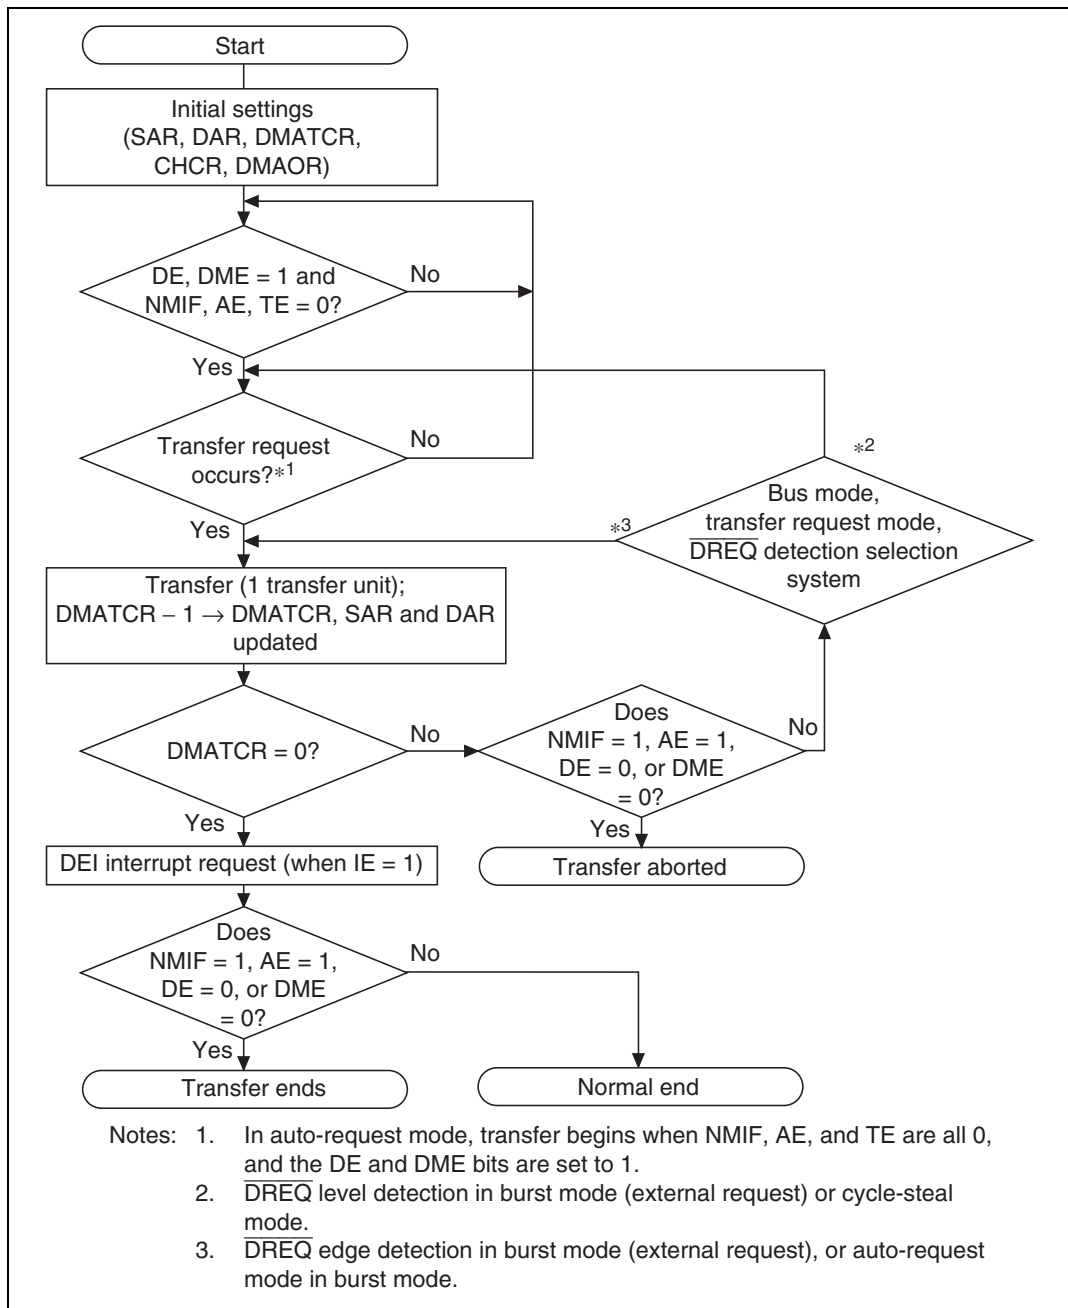 Start
Initial settings
(SAR, DAR, DMATCR,
CHCR, DMAOR)
DE, DME = 1 and
NMIF, AE, TE = 0?
No
Yes
Transfer request
occurs?*1
No
Yes
*2
Bus mode,
transfer request mode,
DREQ detection selection
system
*3
Transfer (1 transfer unit);
DMATCR – 1 → DMATCR, SAR and DAR
updated
DMATCR = 0?
No
Yes
Does
NMIF = 1, AE = 1,
DE = 0, or DME
= 0?
No
Yes
Transfer aborted
DEI interrupt request (when IE = 1)
Does
NMIF = 1, AE = 1,
DE = 0, or DME
= 0?
No
Yes
Transfer ends
Normal end
Notes: 1. In auto-request mode, transfer begins when NMIF, AE, and TE are all 0,
and the DE and DME bits are set to 1.
2. DREQ level detection in burst mode (external request) or cycle-steal
mode.
3. DREQ edge detection in burst mode (external request), or auto-request
mode in burst mode.